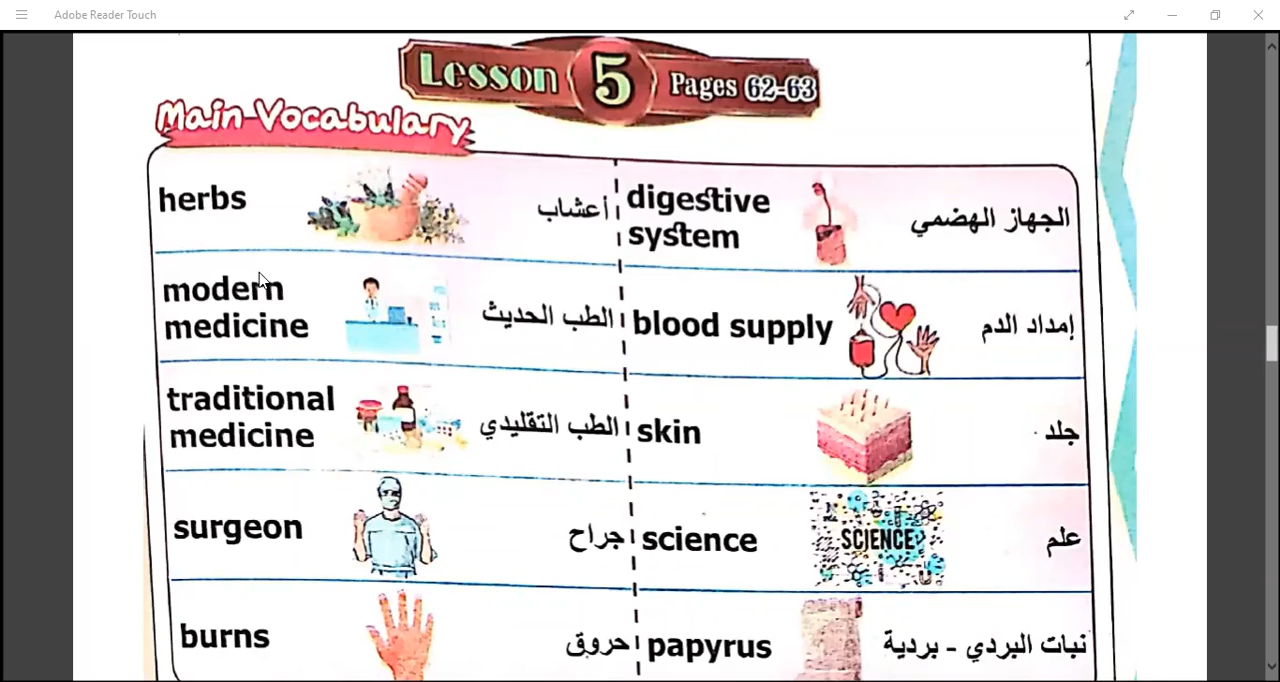 Adobe Reader Touch
Lesson 5 Pages 62-63
Main Vocabulary
herbs أعشاب
digestive system الجهاز الهضمي
modern medicine الطب الحديث
blood supply إمداد الدم
traditional medicine الطب التقليدي
skin جلد
surgeon جراح
science SCIENCE علم
burns حروق
papyrus نبات البردي - بردية